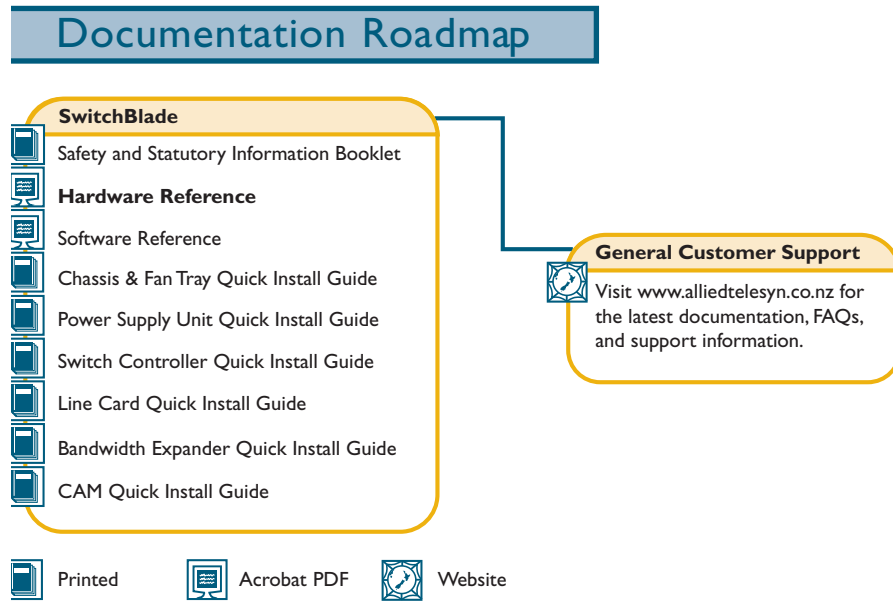 Documentation Roadmap
SwitchBlade
Safety and Statutory Information Booklet
Hardware Reference
Software Reference
Chassis & Fan Tray Quick Install Guide
Power Supply Unit Quick Install Guide
Switch Controller Quick Install Guide
Line Card Quick Install Guide
Bandwidth Expander Quick Install Guide
CAM Quick Install Guide
General Customer Support
Visit www.alliedtelesyn.co.nz for
the latest documentation, FAQs,
and support information.
Printed
Acrobat PDF
Website